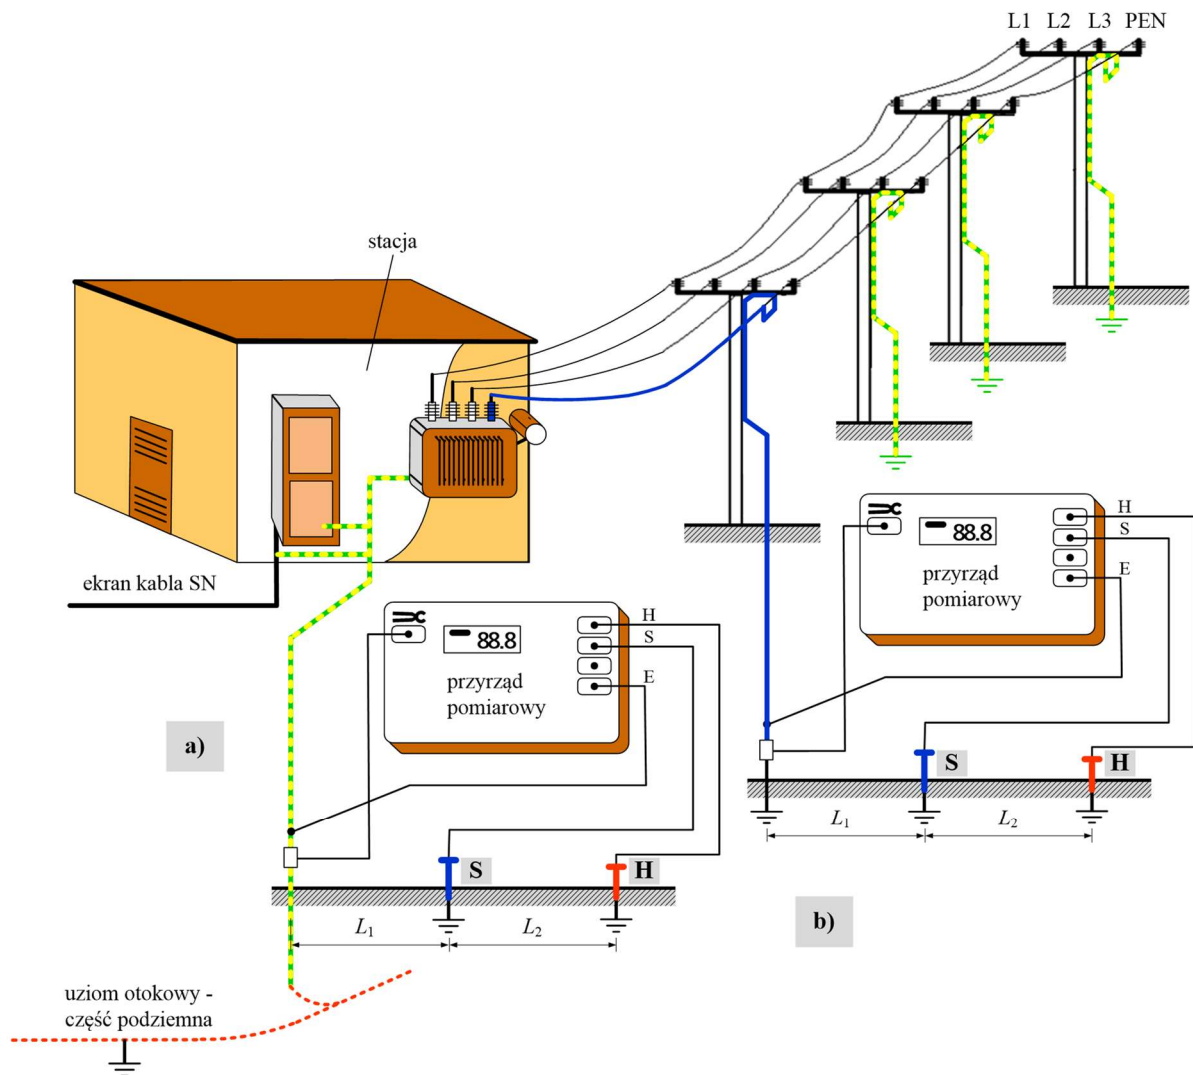 L1 L2 L3 PEN
stacja
ekran kabla SN
88.8
przyrząd
pomiarowy
H
S
E
a)
S
H
L1
L2
uziom otokowy -
część podziemna
88.8
przyrząd
pomiarowy
H
S
E
S
H
L1
L2
b)